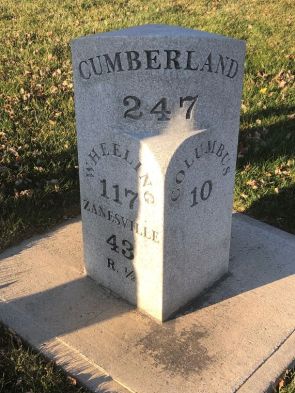 CUMBERLAND
247
WHEELING
117
ZANESVILLE
43
R. ½
COLUMBUS
10